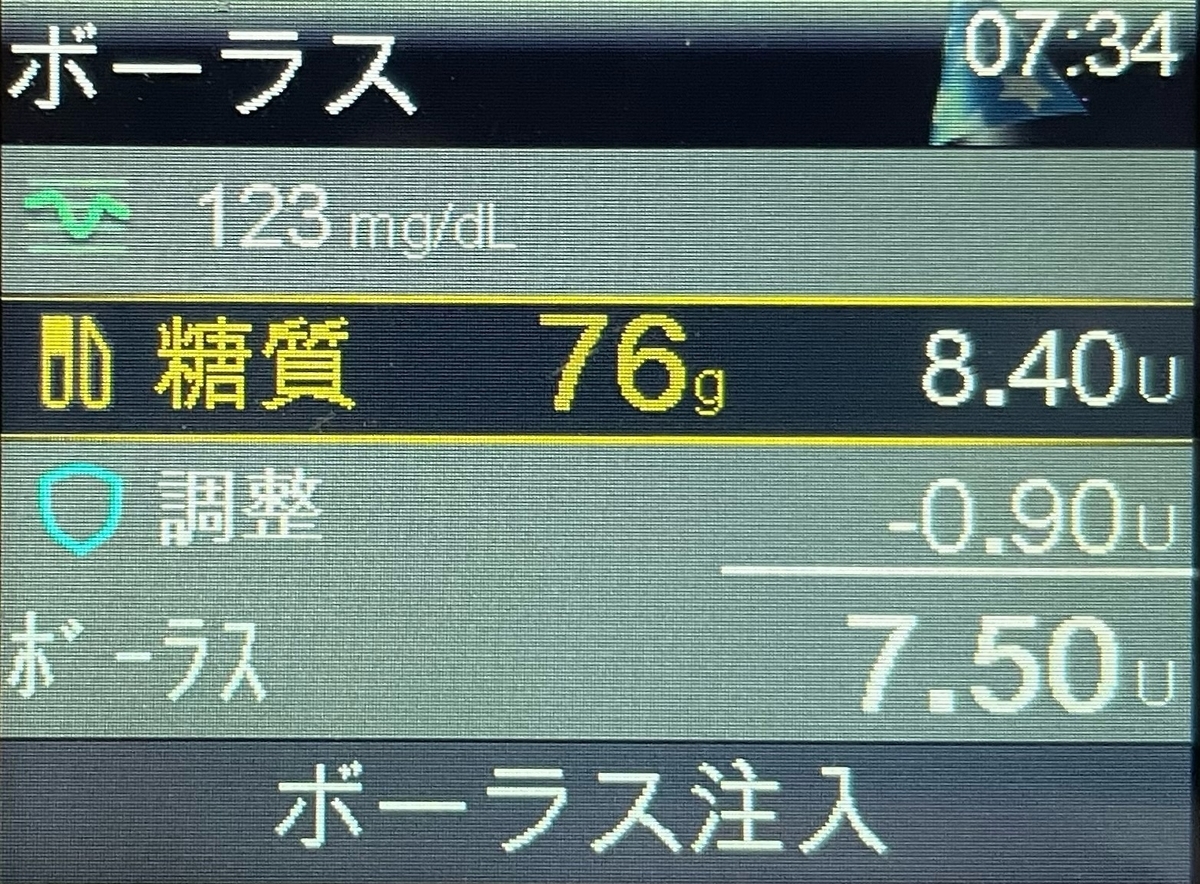 ボーラス 07:34
123 mg/dL
糖質 76g 8.40U
調整 -0.90U
ボーラス 7.50U
ボーラス注入